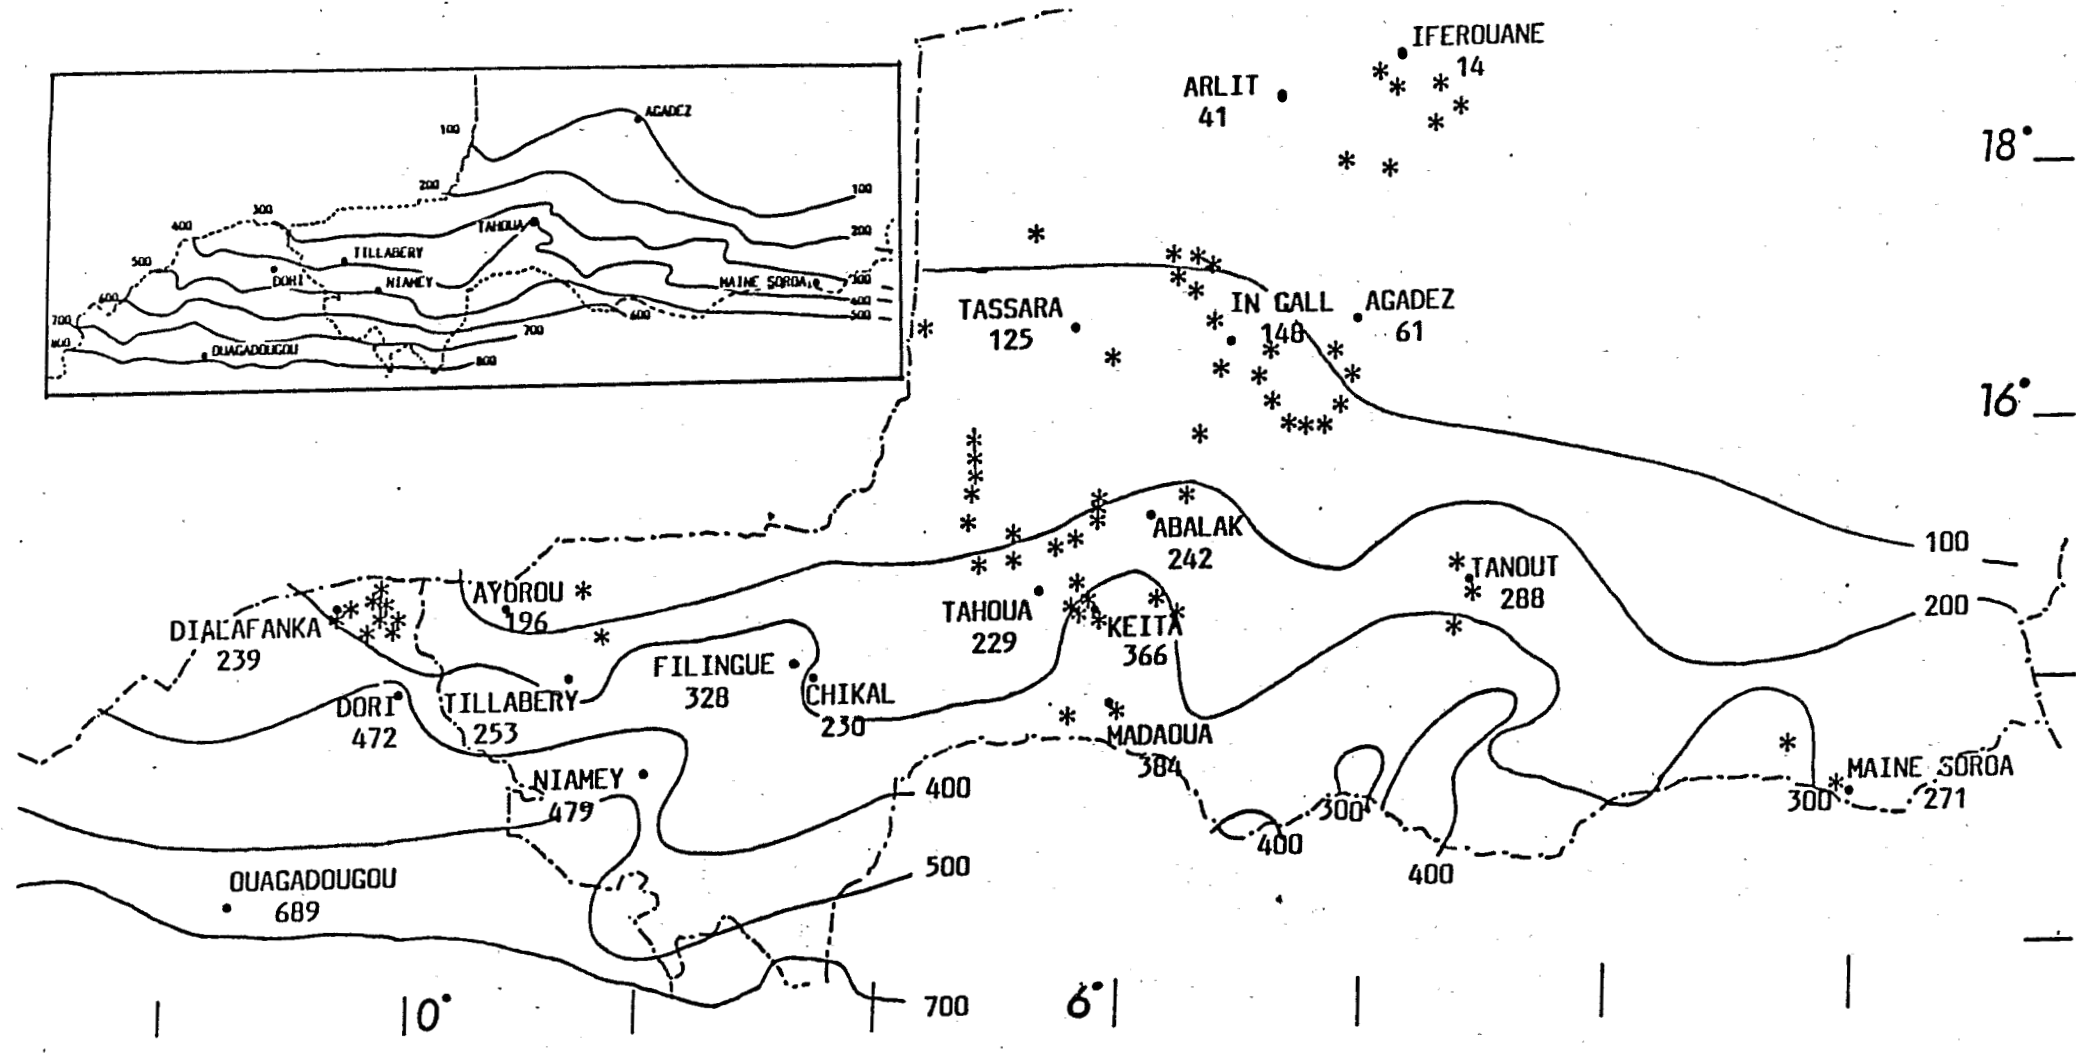 IFEROUANE
14
ARLIT
41
18°
AGADEZ
100
200
100
300
400
TAHOUA
200
TILLABERY
500
DORI
NIAMEY
MAINE SOROA
300
400
600
500
700
600
700
800
OUAGADOUGOU
800
TASSARA
125
IN GALL
148
AGADEZ
61
16°
ABALAK
242
100
TANOUT
288
200
AYOROU
196
TAHOUA
229
KEITA
366
DIALAFANKA
239
FILINGUE
328
CHIKAL
230
DORI
472
TILLABERY
253
MADAOUA
384
NIAMEY
479
400
MAINE SOROA
271
300
300
400
500
400
OUAGADOUGOU
689
0°
700
6°